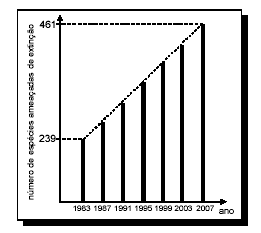 número de espécies ameaçadas de extinção
461
239
1983 1987 1991 1995 1999 2003 2007
ano